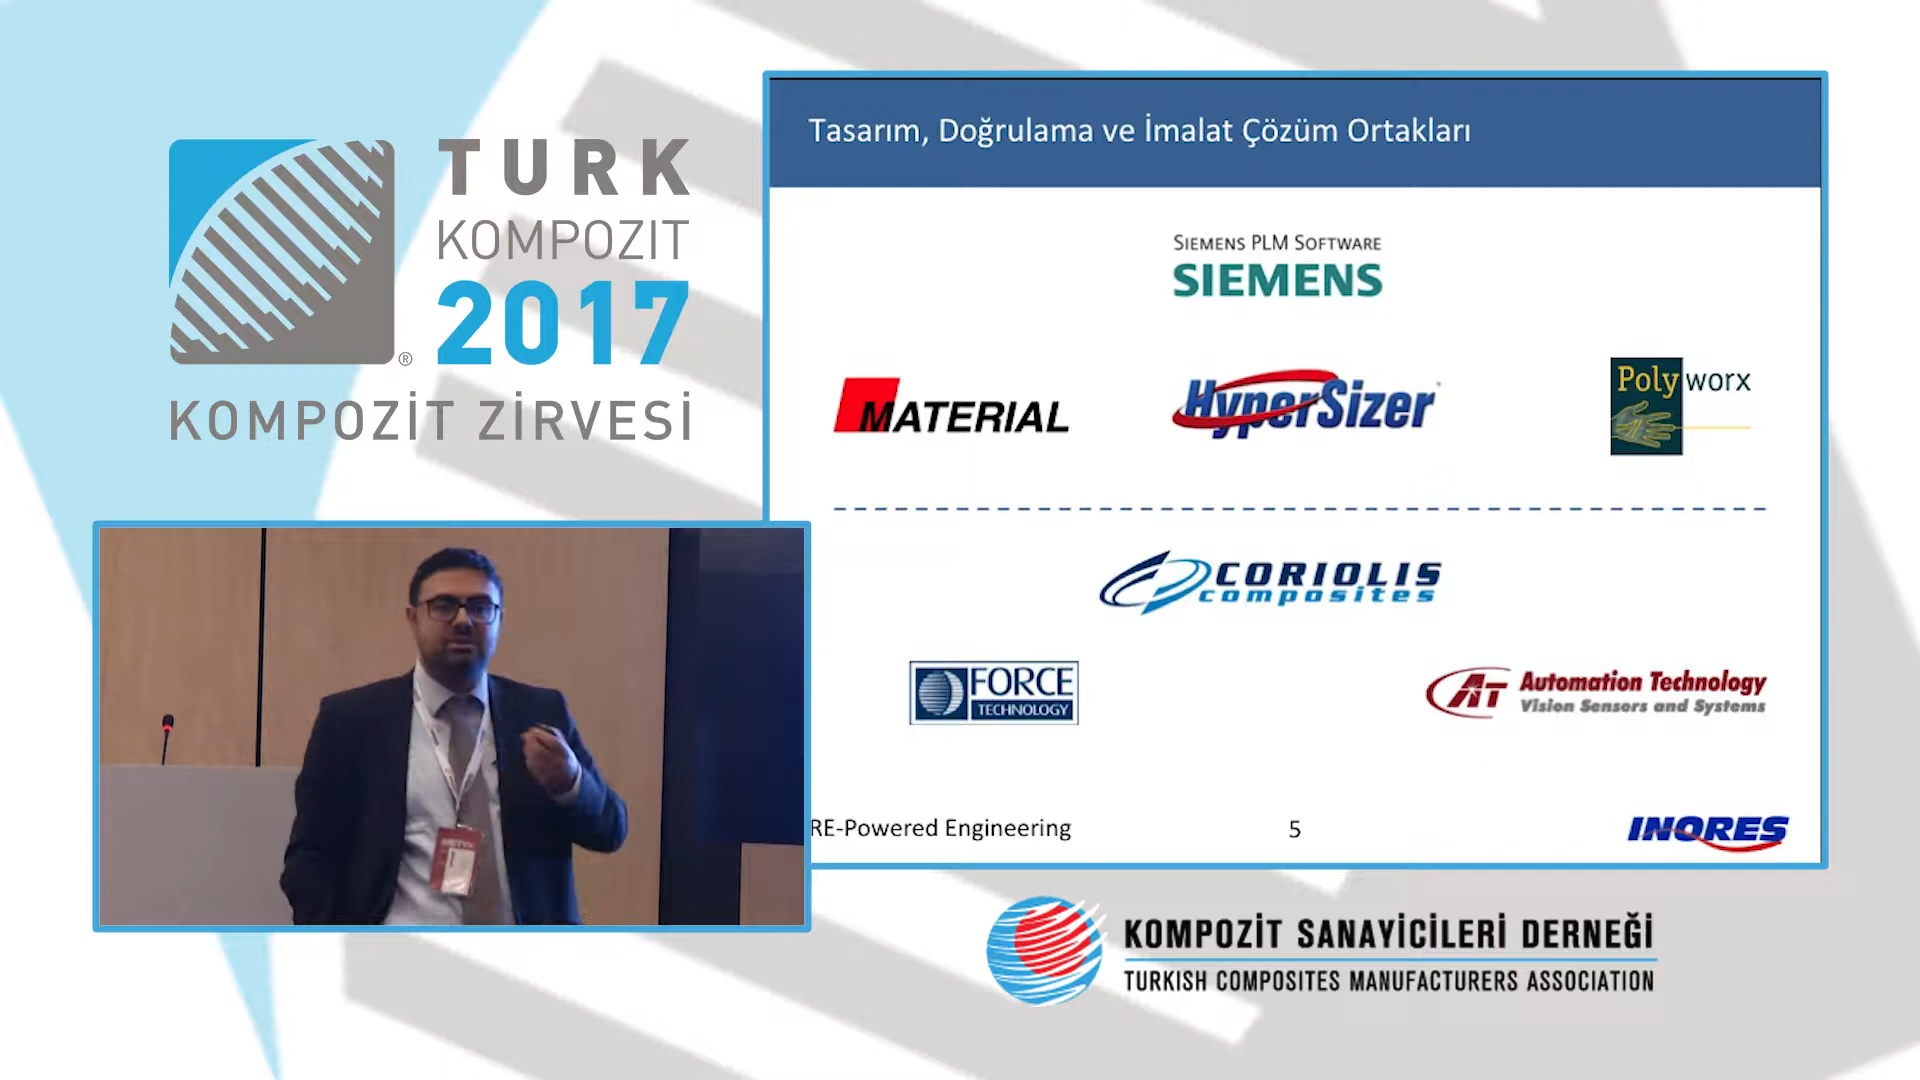 TURK
KOMPOZIT
2017
®
KOMPOZİT ZİRVESİ
Tasarım, Doğrulama ve İmalat Çözüm Ortakları
SIEMENS PLM SOFTWARE
SIEMENS
MATERIAL
HyperSizer
Polyworx
CORIOLIS
composites
FORCE
TECHNOLOGY
AT Automation Technology
Vision Sensors and Systems
RE-Powered Engineering
5
INORES
KOMPOZİT SANAYİCİLERİ DERNEĞİ
TURKISH COMPOSITES MANUFACTURERS ASSOCIATION